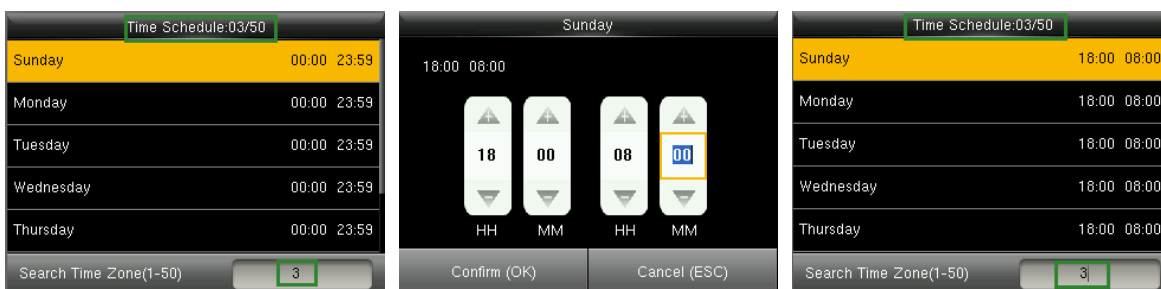 Time Schedule:03/50
Sunday 00:00 23:59
Monday 00:00 23:59
Tuesday 00:00 23:59
Wednesday 00:00 23:59
Thursday 00:00 23:59
Search Time Zone(1-50) 3
Sunday
18:00 08:00
18 00 08 00
HH MM HH MM
Confirm (OK) Cancel (ESC)
Time Schedule:03/50
Sunday 18:00 08:00
Monday 18:00 08:00
Tuesday 18:00 08:00
Wednesday 18:00 08:00
Thursday 18:00 08:00
Search Time Zone(1-50) 3